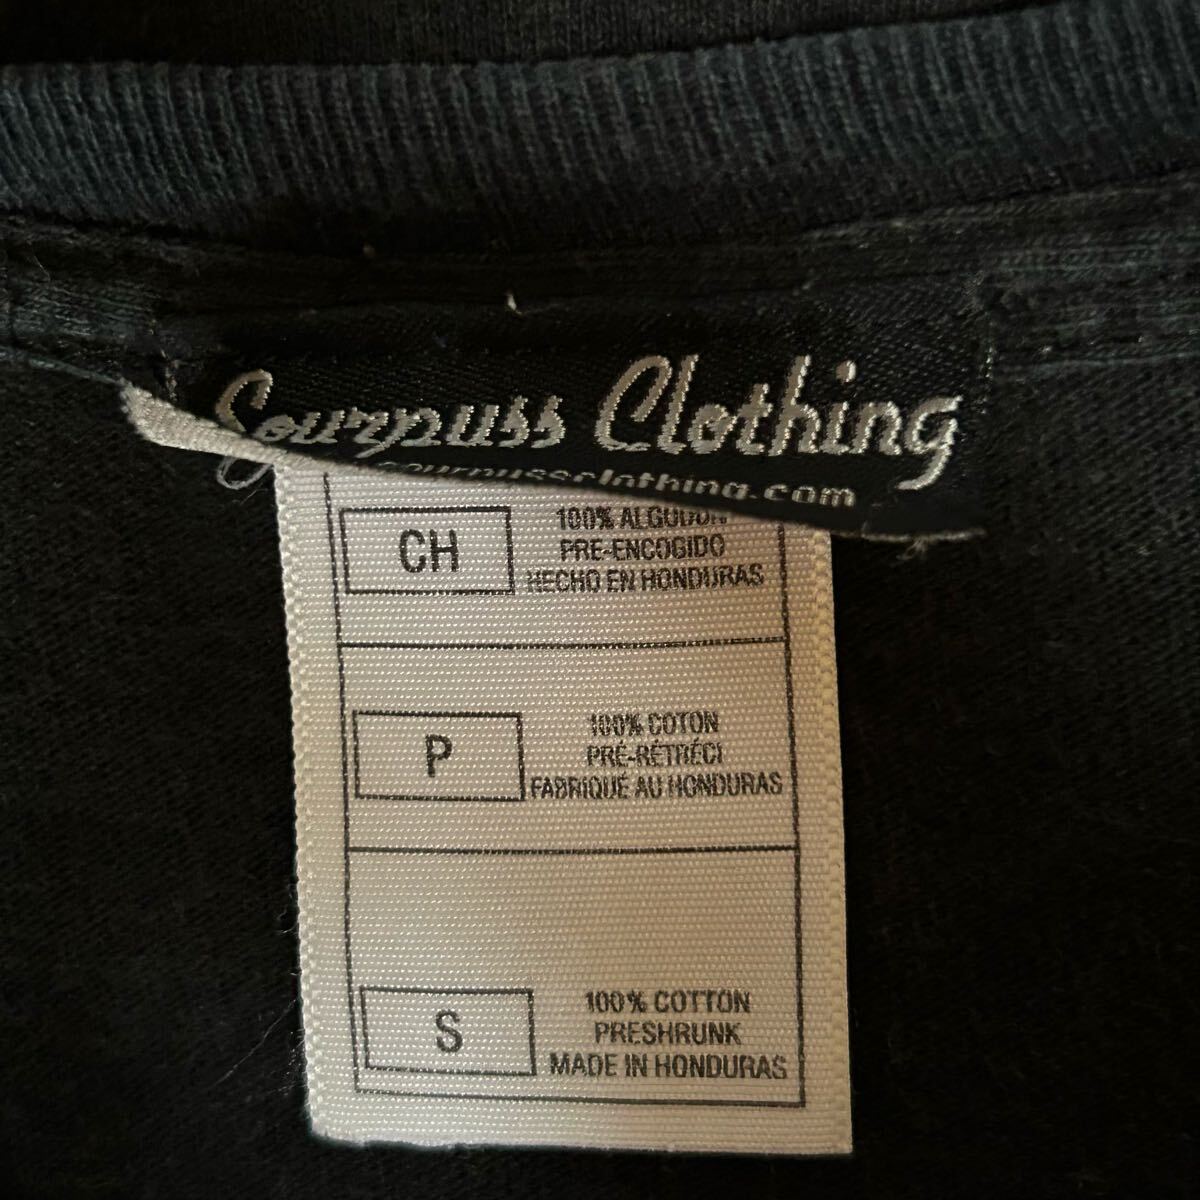 Sourpuss Clothing
sourpussclothing.com
CH
100% ALGODON
PRE-ENCOGIDO
HECHO EN HONDURAS
P
100% COTON
PRÉ-RÉTRÉCI
FABRIQUÉ AU HONDURAS
S
100% COTTON
PRESHRUNK
MADE IN HONDURAS